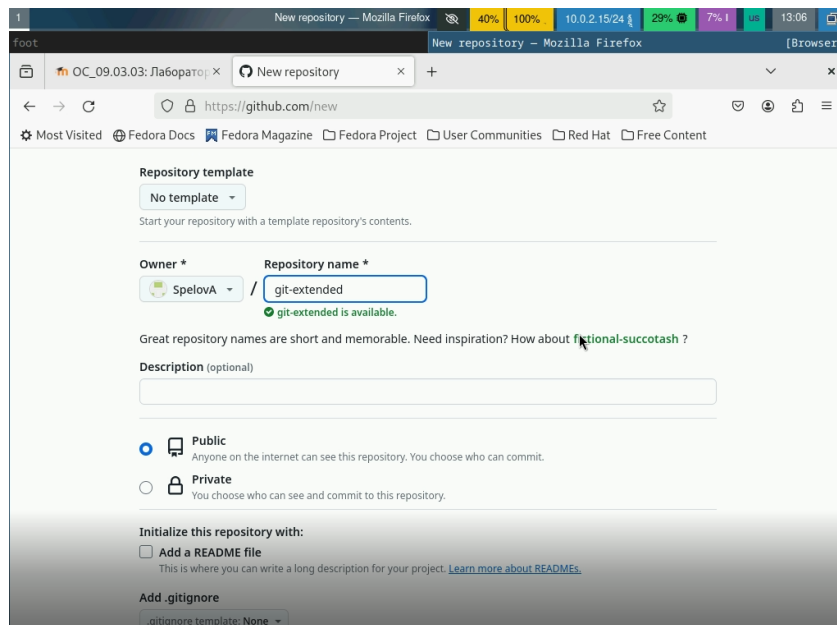 1 New repository — Mozilla Firefox 40% 100% 10.0.2.15/24 29% 7% us 13:06
foot New repository — Mozilla Firefox [Browser
ОС_09.03.03: Лаборатор New repository
https://github.com/new
Most Visited Fedora Docs Fedora Magazine Fedora Project User Communities Red Hat Free Content
Repository template
No template
Start your repository with a template repository's contents.
Owner * Repository name *
SpelovA / git-extended
git-extended is available.
Great repository names are short and memorable. Need inspiration? How about fictional-succotash ?
Description (optional)
Public
Anyone on the internet can see this repository. You choose who can commit.
Private
You choose who can see and commit to this repository.
Initialize this repository with:
Add a README file
This is where you can write a long description for your project. Learn more about READMEs.
Add .gitignore
.gitignore template: None